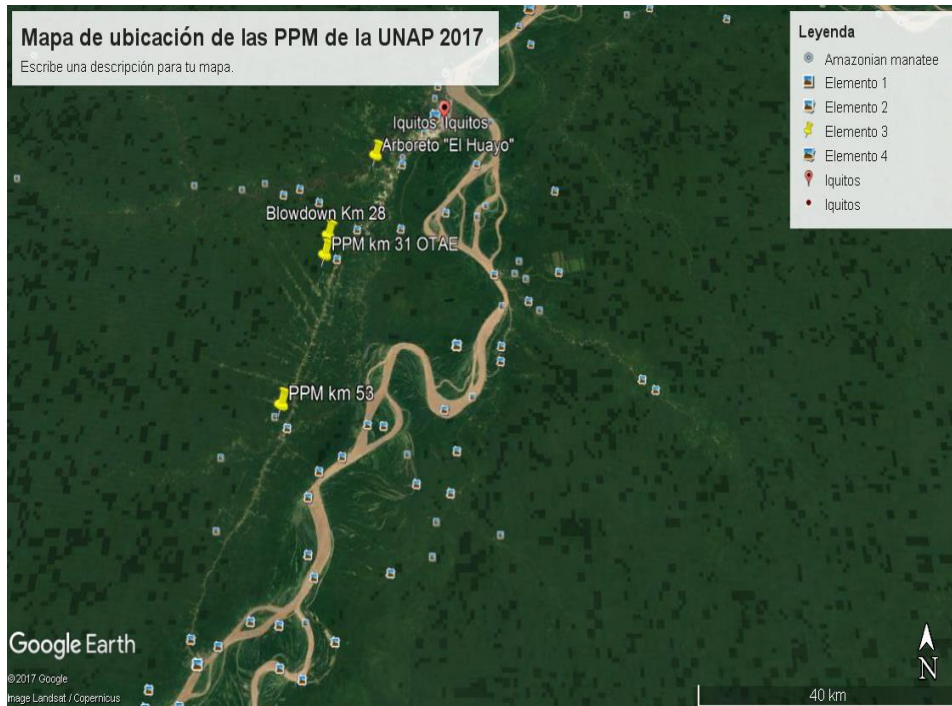 Mapa de ubicación de las PPM de la UNAP 2017
Escribe una descripción para tu mapa.
Leyenda
Amazonian manatee
Elemento 1
Elemento 2
Elemento 3
Elemento 4
Iquitos
Iquitos
Iquitos Iquitos
Arboreto "El Huayo"
Blowdown Km 28
PPM km 31 OTAE
PPM km 53
Google Earth
©2017 Google
Image Landsat / Copernicus
N
40 km